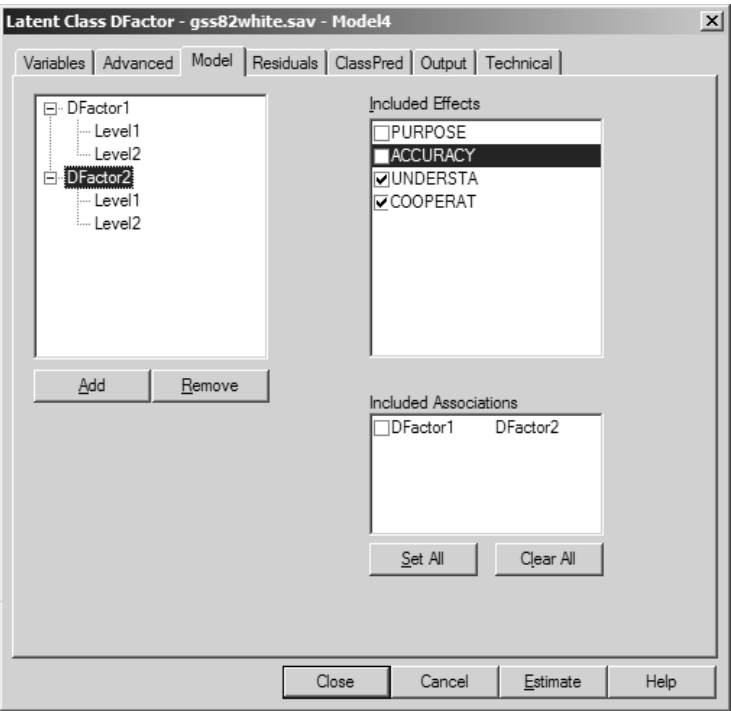 Latent Class DFactor - gss82white.sav - Model4
Variables Advanced Model Residuals ClassPred Output Technical
DFactor1
Level1
Level2
DFactor2
Level1
Level2
Add Remove
Included Effects
PURPOSE
ACCURACY
UNDERSTA
COOPERAT
Included Associations
DFactor1 DFactor2
Set All Clear All
Close Cancel Estimate Help